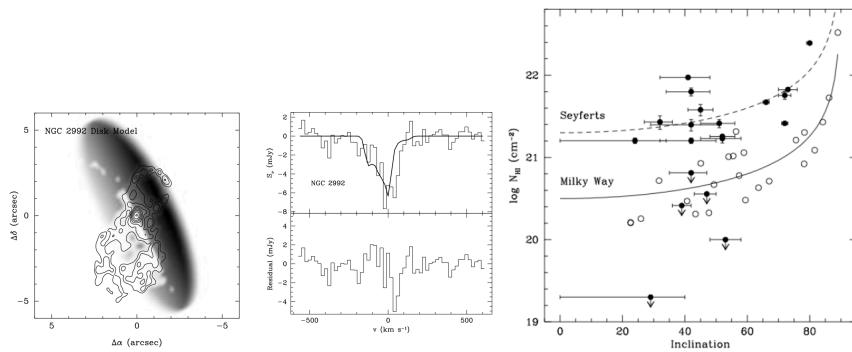 NGC 2992 Disk Model
5
0
−5
Δδ (arcsec)
5
0
−5
Δα (arcsec)
2
0
−2
−4
−6
−8
S_ν (mJy)
NGC 2992
2
0
−2
−4
Residual (mJy)
−500
0
500
v (km s⁻¹)
22
21
20
19
log N_HI (cm⁻²)
Seyferts
Milky Way
0
20
40
60
80
100
Inclination